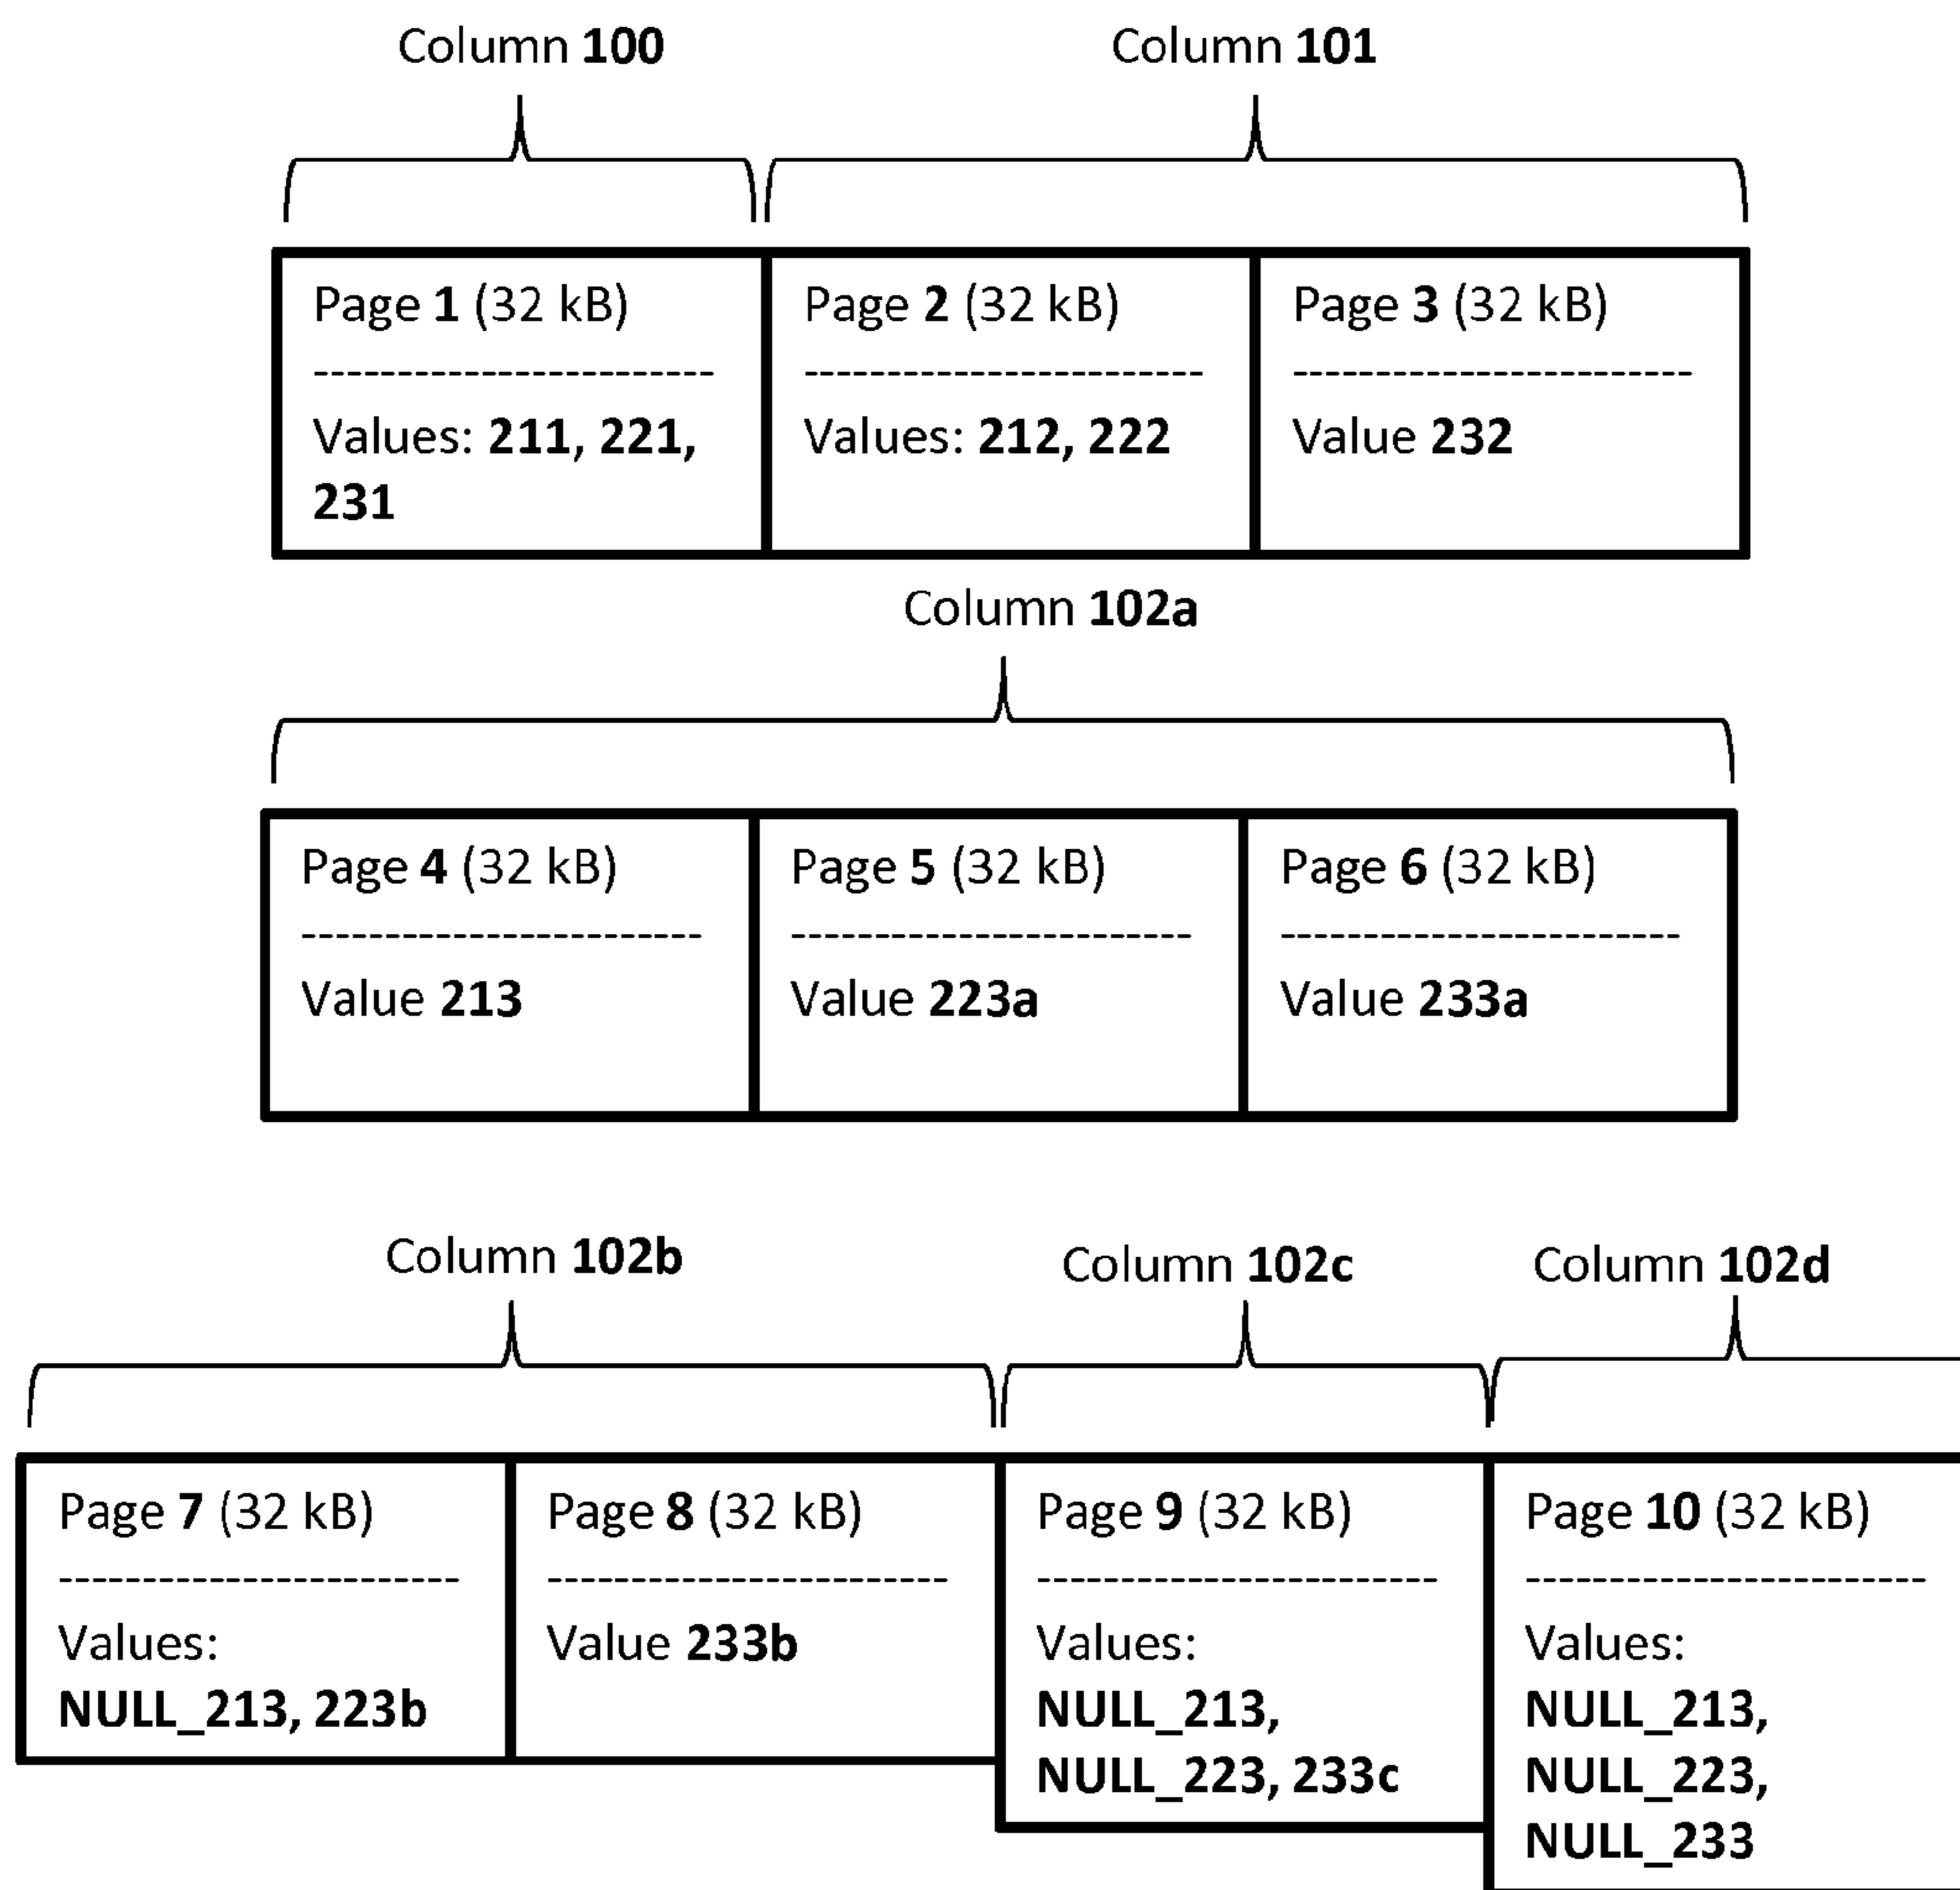 Column 100
Column 101
Page 1 (32 kB)
Page 2 (32 kB)
Page 3 (32 kB)
------------------------
------------------------
------------------------
Values: 211, 221,
231
Values: 212, 222
Value 232
Column 102a
Page 4 (32 kB)
Page 5 (32 kB)
Page 6 (32 kB)
------------------------
------------------------
------------------------
Value 213
Value 223a
Value 233a
Column 102b
Column 102c
Column 102d
Page 7 (32 kB)
Page 8 (32 kB)
Page 9 (32 kB)
Page 10 (32 kB)
------------------------
------------------------
------------------------
------------------------
Values:
NULL_213, 223b
Value 233b
Values:
NULL_213,
NULL_223, 233c
Values:
NULL_213,
NULL_223,
NULL_233